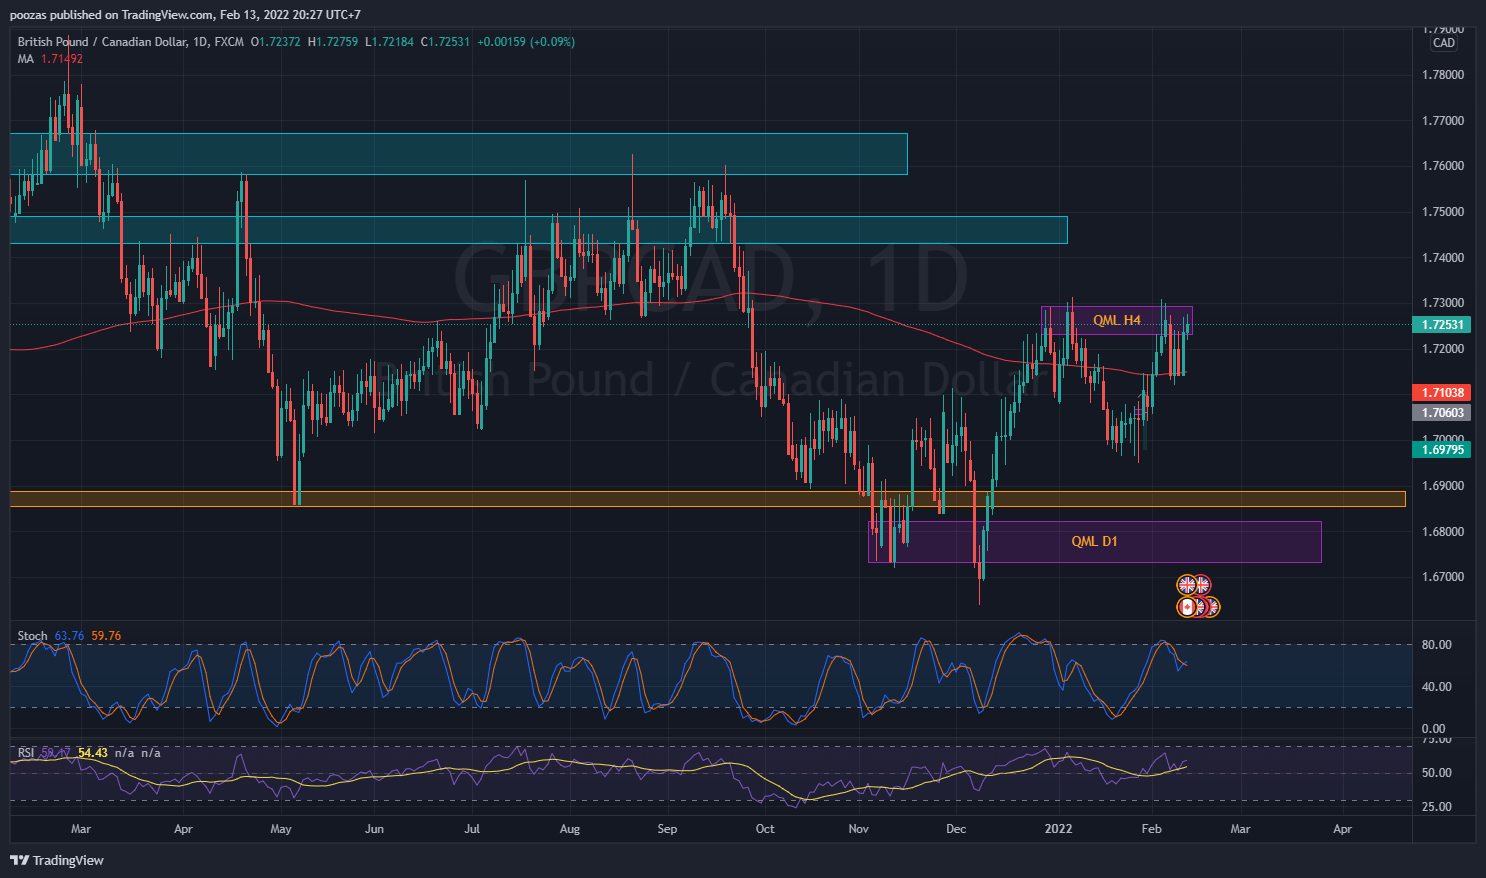 poozas published on TradingView.com, Feb 13, 2022 20:27 UTC+7
British Pound / Canadian Dollar, 1D, FXCM O1.72372 H1.72759 L1.72184 C1.72531 +0.00159 (+0.09%)
MA 1.71492
1.79000
CAD
1.78000
1.77000
1.76000
1.75000
1.74000
GBPCAD, 1D
1.73000
QML H4
1.72531
1.72000
British Pound / Canadian Dollar
1.71038
1.70603
1.70000
1.69795
1.69000
1.68000
QML D1
1.67000
Stoch 63.76 59.76
80.00
40.00
0.00
75.00
RSI 54.43 n/a n/a
50.00
25.00
Mar Apr May Jun Jul Aug Sep Oct Nov Dec 2022 Feb Mar Apr
TradingView